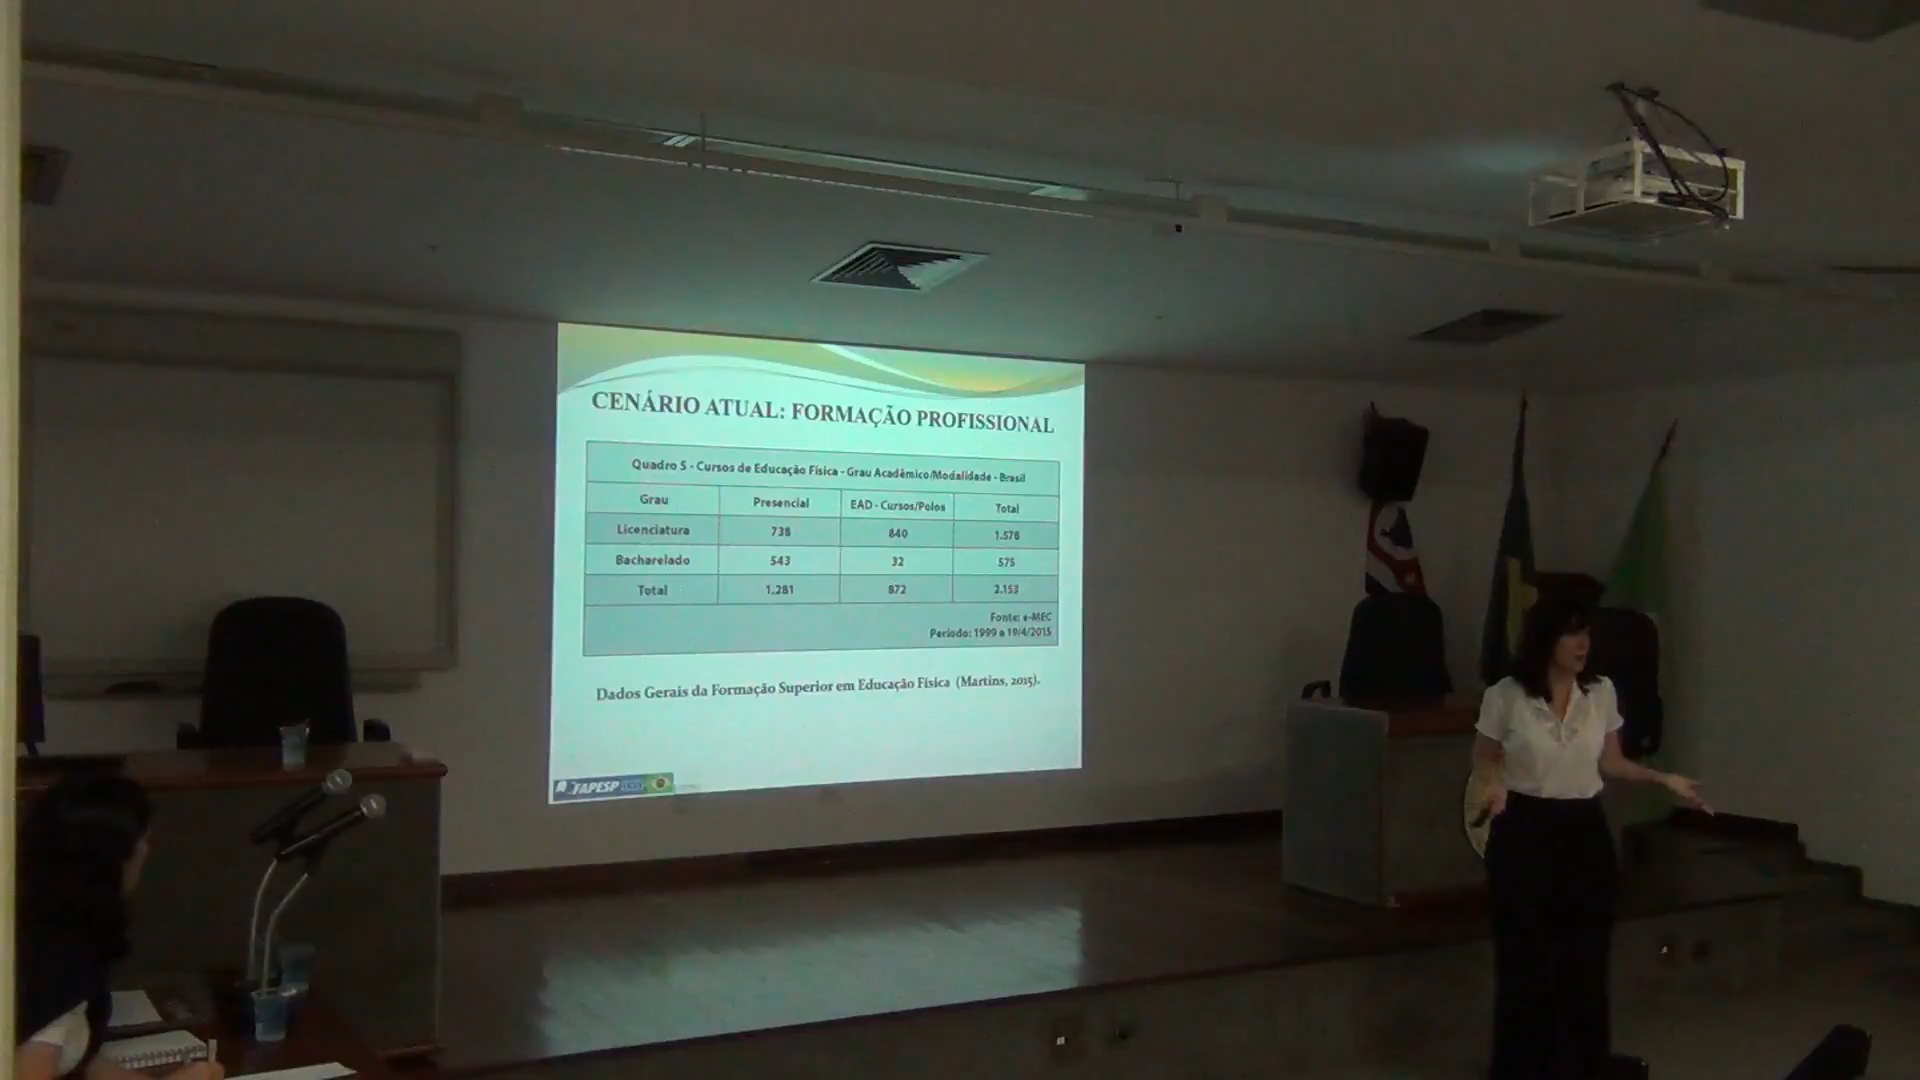 CENÁRIO ATUAL: FORMAÇÃO PROFISSIONAL
Quadro 5 - Cursos de Educação Física - Grau Acadêmico/Modalidade - Brasil
Grau Presencial EAD - Cursos/Polos Total
Licenciatura 738 840 1.578
Bacharelado 543 32 575
Total 1.281 872 2.153
Fonte: e-MEC
Período: 1999 a 19/4/2015
Dados Gerais da Formação Superior em Educação Física (Martins, 2015).
FAPESP